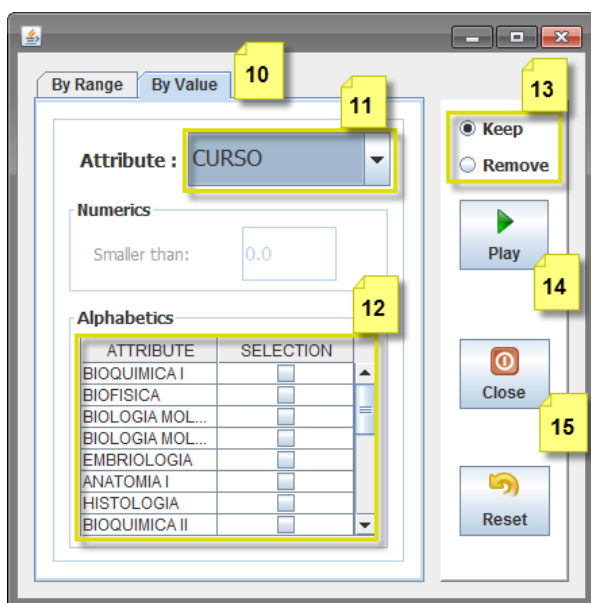 By Range By Value 10
11
13
Attribute : CURSO
Keep
Remove
Numerics
Smaller than: 0.0
Play
14
12
Alphabetics
ATTRIBUTE SELECTION
BIOQUIMICA I
BIOFISICA
BIOLOGIA MOL...
BIOLOGIA MOL...
EMBRIOLOGIA
ANATOMIA I
HISTOLOGIA
BIOQUIMICA II
Close
15
Reset